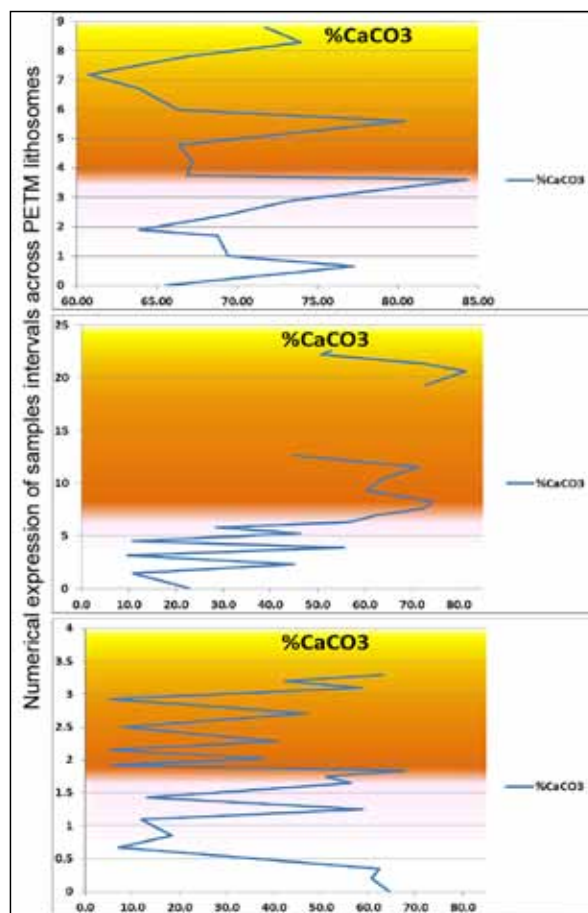 Numerical expression of samples intervals across PETM lithosomes
%CaCO3
9
8
7
6
5
4
3
2
1
0
60.00 65.00 70.00 75.00 80.00 85.00
%CaCO3
%CaCO3
25
20
15
10
5
0
0.0 10.0 20.0 30.0 40.0 50.0 60.0 70.0 80.0
%CaCO3
%CaCO3
4
3.5
3
2.5
2
1.5
1
0.5
0
0.0 10.0 20.0 30.0 40.0 50.0 60.0 70.0 80.0
%CaCO3